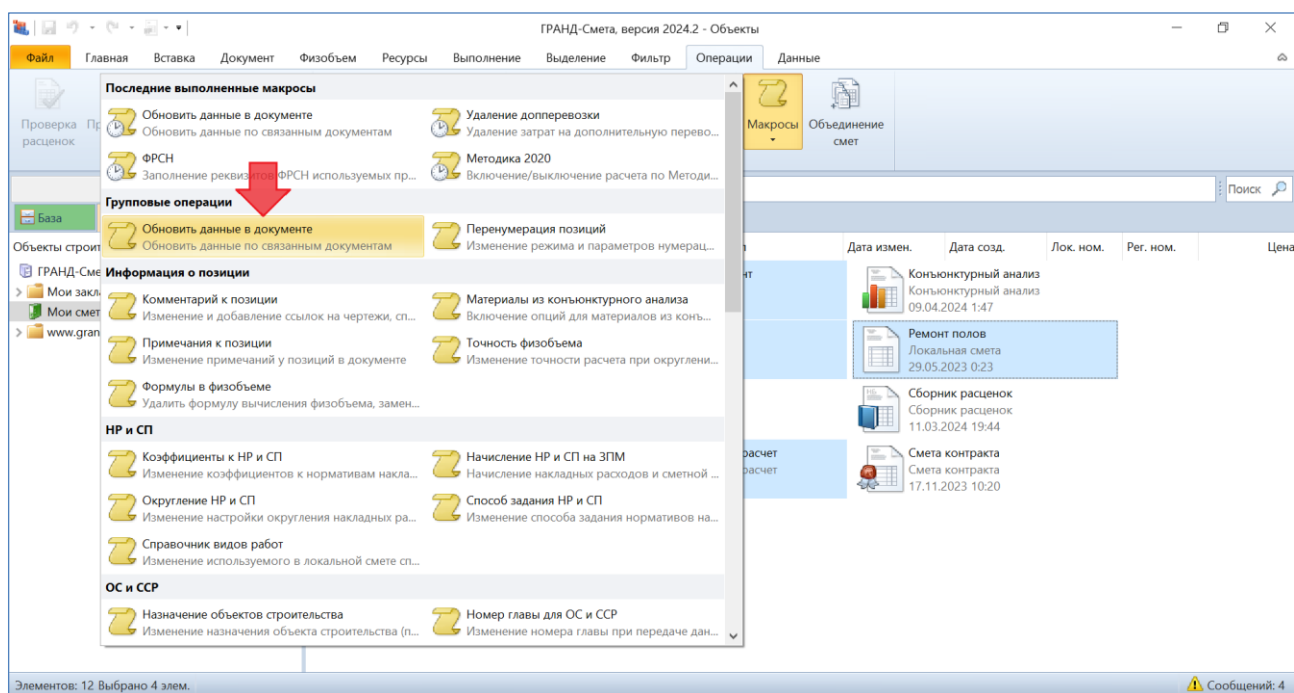 ГРАНД-Смета, версия 2024.2 - Объекты
Файл Главная Вставка Документ Физобъем Ресурсы Выполнение Выделение Фильтр Операции Данные
Проверка расценок
Макросы
Объединение смет
Последние выполненные макросы
Обновить данные в документе
Обновить данные по связанным документам
Удаление допперевозки
Удаление затрат на дополнительную перево...
ФРСН
Заполнение реквизитов ФРСН используемых пр...
Методика 2020
Включение/выключение расчета по Методи...
Групповые операции
Обновить данные в документе
Обновить данные по связанным документам
Перенумерация позиций
Изменение режима и параметров нумерац...
Информация о позиции
Комментарий к позиции
Изменение и добавление ссылок на чертежи, сп...
Материалы из конъюнктурного анализа
Включение опций для материалов из конъ...
Примечания к позиции
Изменение примечаний у позиций в документе
Точность физобъема
Изменение точности расчета при округлени...
Формулы в физобъеме
Удалить формулу вычисления физобъема, замен...
НР и СП
Коэффициенты к НР и СП
Изменение коэффициентов к нормативам накла...
Начисление НР и СП на ЗПМ
Начисление накладных расходов и сметной ...
Округление НР и СП
Изменение настройки округления накладных ра...
Способ задания НР и СП
Изменение способа задания нормативов на...
Справочник видов работ
Изменение используемого в локальной смете сп...
ОС и ССР
Назначение объектов строительства
Изменение назначения объекта строительства (п...
Номер главы для ОС и ССР
Изменение номера главы при передаче дан...
Поиск
База
Объекты строит
ГРАНД-Сме
Мои закл
Мои смет
www.gran
Дата измен. Дата созд. Лок. ном. Рег. ном. Цена
нт
Конъюнктурный анализ
Конъюнктурный анализ
09.04.2024 1:47
Ремонт полов
Локальная смета
29.05.2023 0:23
Сборник расценок
Сборник расценок
11.03.2024 19:44
расчет
расчет
Смета контракта
Смета контракта
17.11.2023 10:20
Элементов: 12 Выбрано 4 элем.
Сообщений: 4